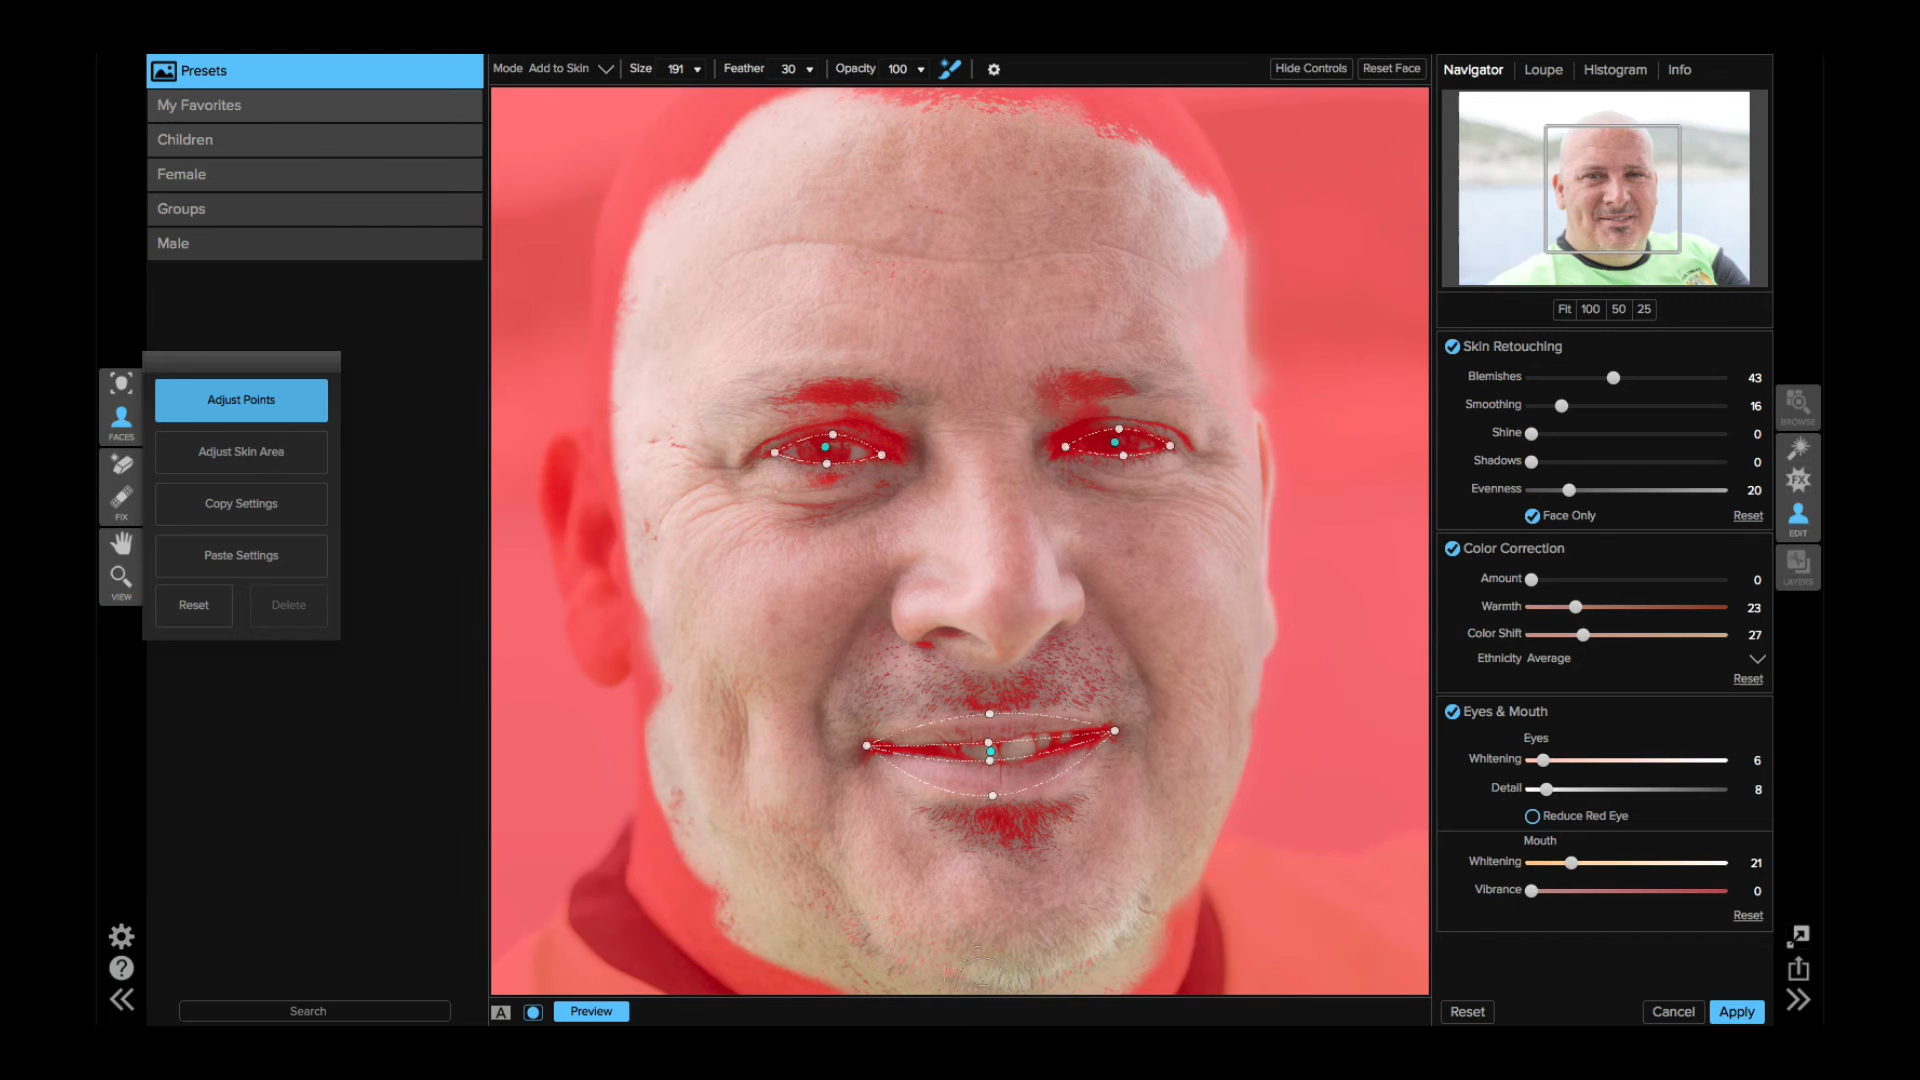 Presets
My Favorites
Children
Female
Groups
Male
Adjust Points
Adjust Skin Area
Copy Settings
Paste Settings
Reset Delete
FACES
FIX
VIEW
Search
Mode Add to Skin Size 191 Feather 30 Opacity 100
Hide Controls Reset Face
A Preview
Navigator Loupe Histogram Info
Fit 100 50 25
Skin Retouching
Blemishes 43
Smoothing 16
Shine 0
Shadows 0
Evenness 20
Face Only Reset
Color Correction
Amount 0
Warmth 23
Color Shift 27
Ethnicity Average
Reset
Eyes & Mouth
Eyes
Whitening 6
Detail 8
Reduce Red Eye
Mouth
Whitening 21
Vibrance 0
Reset
Reset Cancel Apply
BROWSE
FX
EDIT
LAYERS